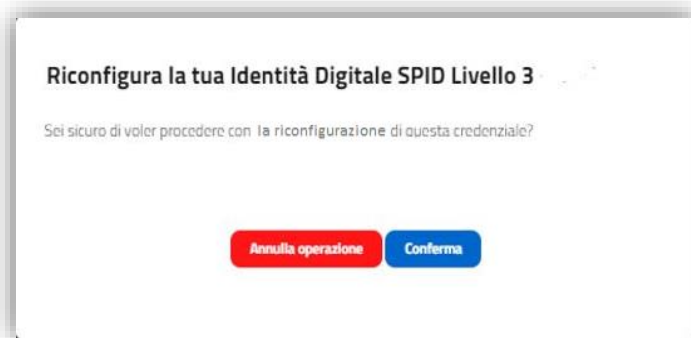 Riconfigura la tua Identità Digitale SPID Livello 3
Sei sicuro di voler procedere con la riconfigurazione di questa credenziale?
Annulla operazione
Conferma